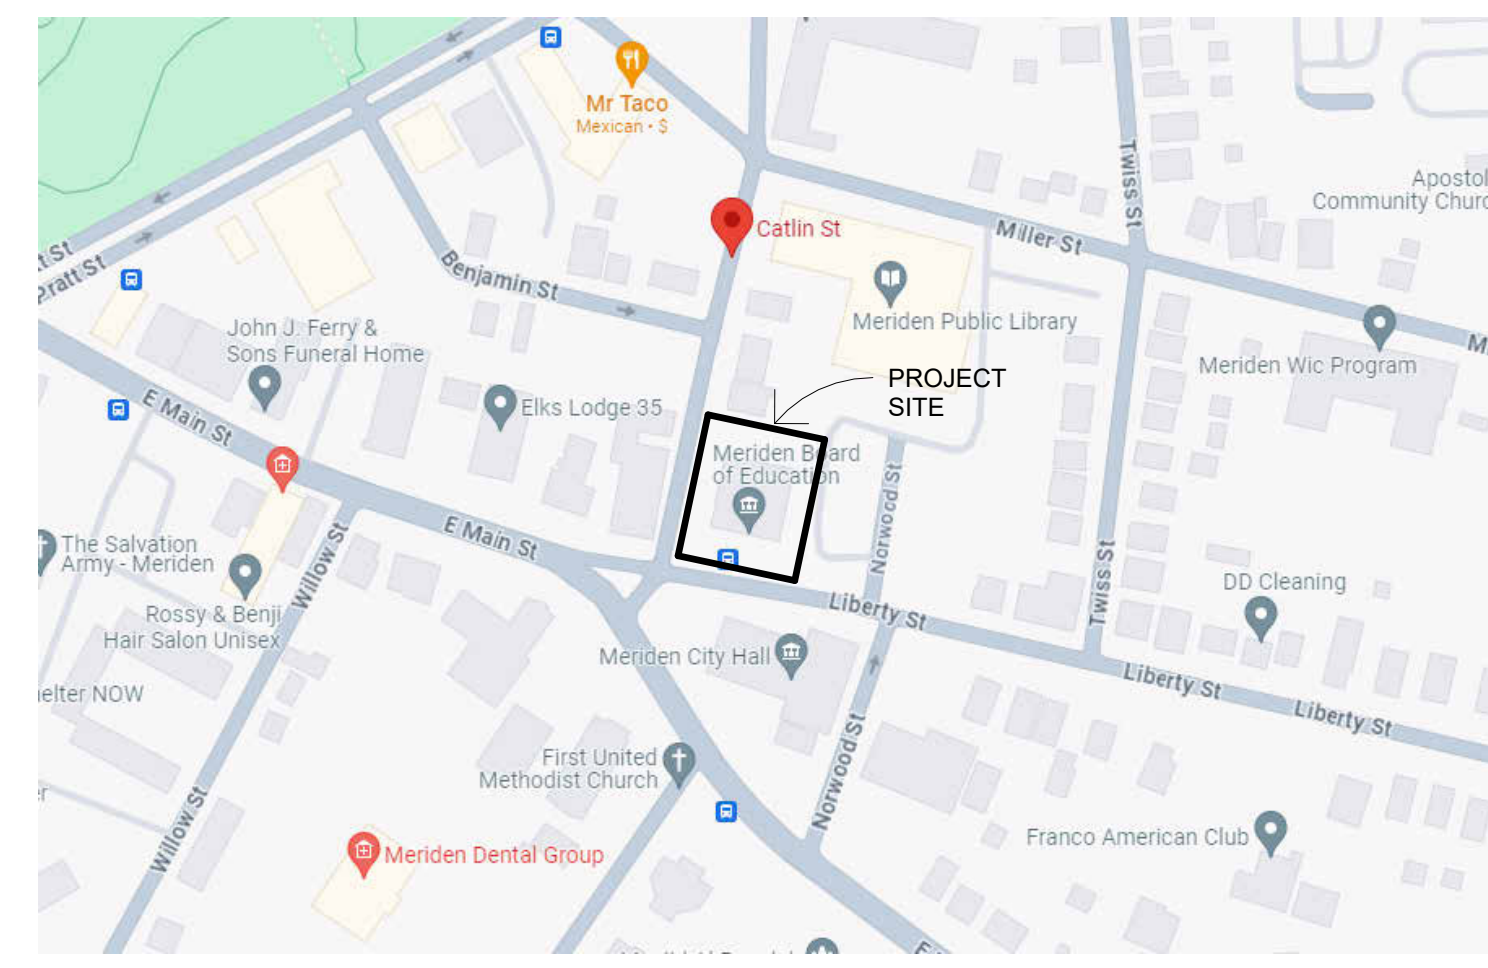 Mr Taco
Mexican • $
Twiss St
Apostol
Community Churc
Catlin St
Miller St
St
Pratt St
Benjamin St
Meriden Public Library
John J. Ferry &
Sons Funeral Home
Meriden Wic Program
PROJECT
SITE
E Main St
Elks Lodge 35
Meriden Board
of Education
Norwood St
E Main St
The Salvation
Army - Meriden
Willow St
Twiss St
DD Cleaning
Rossy & Benji
Hair Salon Unisex
Liberty St
Meriden City Hall
elter NOW
Liberty St
Liberty St
First United
Methodist Church
Norwood St
Willow St
Franco American Club
Meriden Dental Group